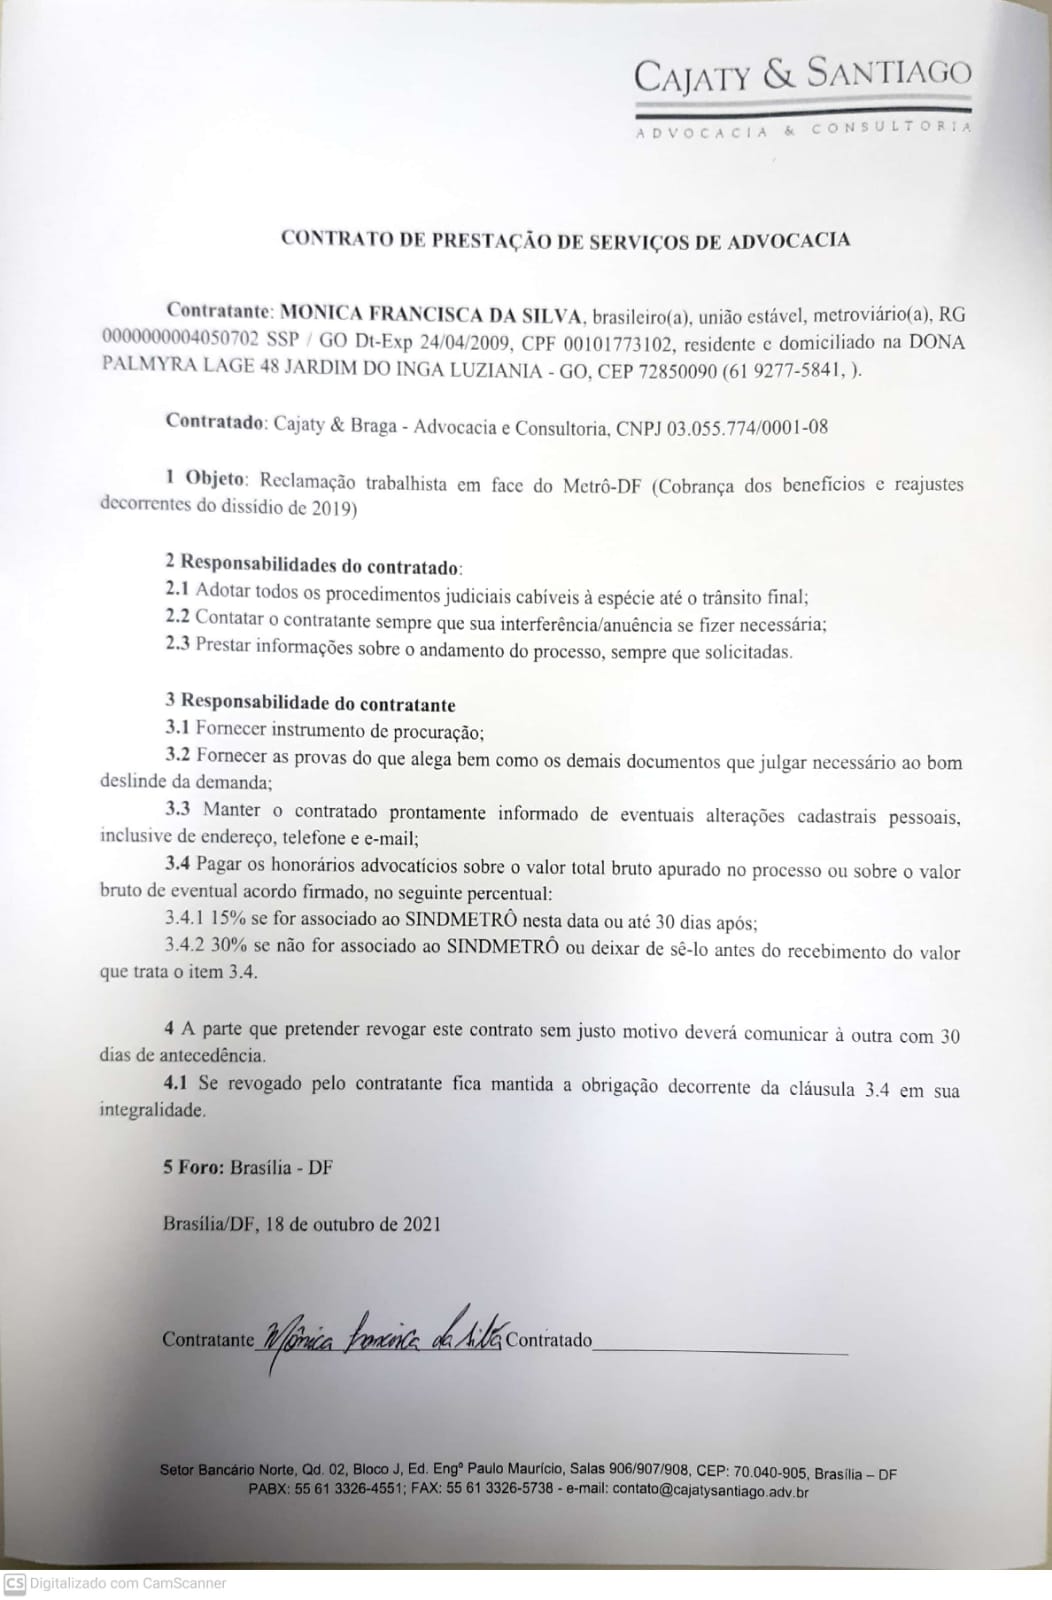 CAJATY & SANTIAGO
ADVOCACIA & CONSULTORIA
CONTRATO DE PRESTAÇÃO DE SERVIÇOS DE ADVOCACIA
Contratante: MONICA FRANCISCA DA SILVA, brasileiro(a), união estável, metroviário(a), RG
0000000004050702 SSP / GO Dt-Exp 24/04/2009, CPF 00101773102, residente e domiciliado na DONA
PALMYRA LAGE 48 JARDIM DO INGA LUZIANIA - GO, CEP 72850090 (61 9277-5841, ).
Contratado: Cajaty & Braga - Advocacia e Consultoria, CNPJ 03.055.774/0001-08
1 Objeto: Reclamação trabalhista em face do Metrô-DF (Cobrança dos benefícios e reajustes
decorrentes do dissídio de 2019)
2 Responsabilidades do contratado:
2.1 Adotar todos os procedimentos judiciais cabíveis à espécie até o trânsito final;
2.2 Contatar o contratante sempre que sua interferência/anuência se fizer necessária;
2.3 Prestar informações sobre o andamento do processo, sempre que solicitadas.
3 Responsabilidade do contratante
3.1 Fornecer instrumento de procuração;
3.2 Fornecer as provas do que alega bem como os demais documentos que julgar necessário ao bom
deslinde da demanda;
3.3 Manter o contratado prontamente informado de eventuais alterações cadastrais pessoais,
inclusive de endereço, telefone e e-mail;
3.4 Pagar os honorários advocatícios sobre o valor total bruto apurado no processo ou sobre o valor
bruto de eventual acordo firmado, no seguinte percentual:
3.4.1 15% se for associado ao SINDMETRÔ nesta data ou até 30 dias após;
3.4.2 30% se não for associado ao SINDMETRÔ ou deixar de sê-lo antes do recebimento do valor
que trata o item 3.4.
4 A parte que pretender revogar este contrato sem justo motivo deverá comunicar à outra com 30
dias de antecedência.
4.1 Se revogado pelo contratante fica mantida a obrigação decorrente da cláusula 3.4 em sua
integralidade.
5 Foro: Brasília - DF
Brasília/DF, 18 de outubro de 2021
Contratante Mônica Francisca da Silva Contratado
Setor Bancário Norte, Qd. 02, Bloco J, Ed. Engº Paulo Maurício, Salas 906/907/908, CEP: 70.040-905, Brasília – DF
PABX: 55 61 3326-4551; FAX: 55 61 3326-5738 - e-mail: contato@cajatysantiago.adv.br
CS Digitalizado com CamScanner